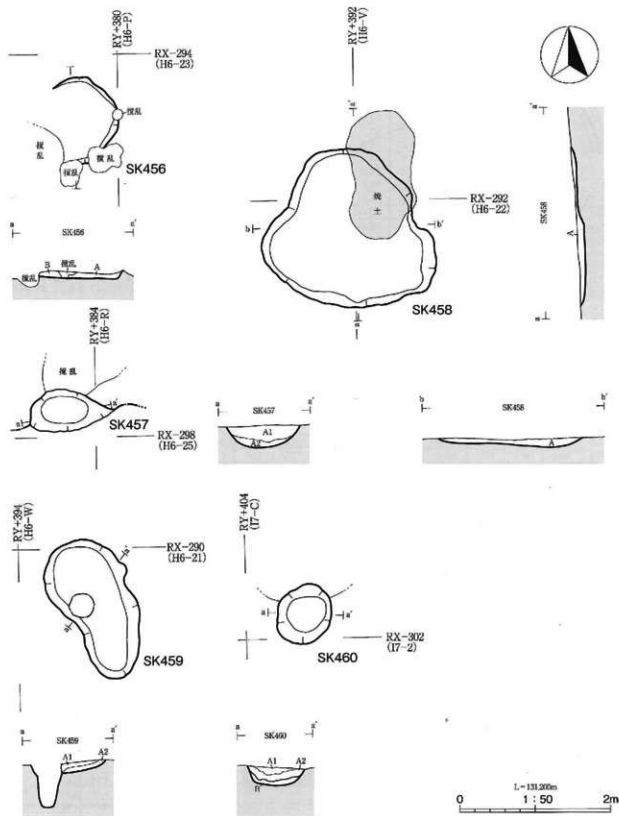 RY+380
(H6-P)
RX-294
(H6-23)
撹乱
撹乱
撹乱
撹乱
SK456
a
a'
SK456
撹乱
B
撹乱
A
RY+392
(H6-V)
a'
焼土
RX-292
(H6-22)
b
b'
a
SK458
a'
SK458
A
a
RY+384
(H6-R)
撹乱
a'
SK457
RX-298
(H6-25)
a
SK457
a'
A1
A2
b
SK458
b'
A
RY+394
(H6-W)
RX-290
(H6-21)
a'
a
SK459
RY+404
(I7-C)
a
a'
RX-302
(I7-2)
SK460
a
SK459
a'
A1
A2
a
SK460
a'
A1
A2
B
L=131.200m
0
1:50
2m